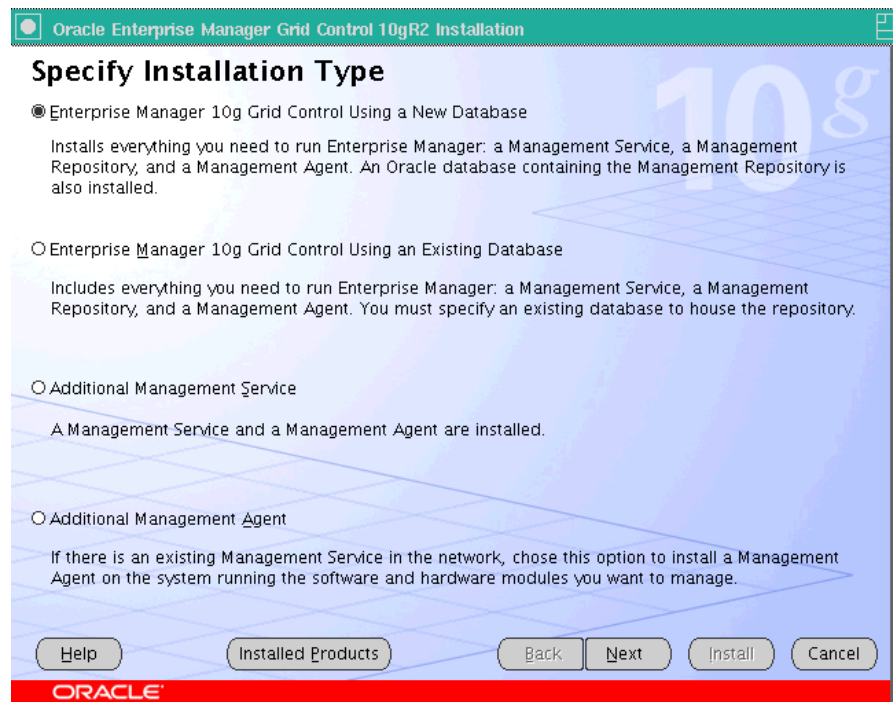 Oracle Enterprise Manager Grid Control 10gR2 Installation
Specify Installation Type
10g
Enterprise Manager 10g Grid Control Using a New Database
Installs everything you need to run Enterprise Manager: a Management Service, a Management
Repository, and a Management Agent. An Oracle database containing the Management Repository is
also installed.
Enterprise Manager 10g Grid Control Using an Existing Database
Includes everything you need to run Enterprise Manager: a Management Service, a Management
Repository, and a Management Agent. You must specify an existing database to house the repository.
Additional Management Service
A Management Service and a Management Agent are installed.
Additional Management Agent
If there is an existing Management Service in the network, chose this option to install a Management
Agent on the system running the software and hardware modules you want to manage.
Help Installed Products Back Next Install Cancel
ORACLE